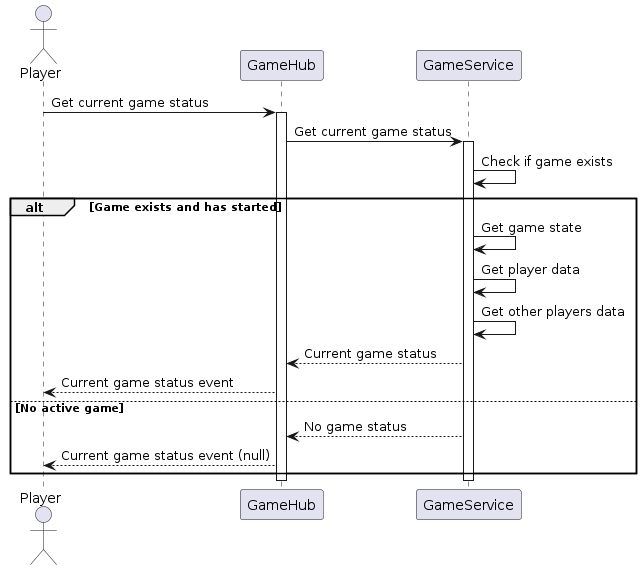 Player
GameHub
GameService
Get current game status
Get current game status
Check if game exists
alt
[Game exists and has started]
Get game state
Get player data
Get other players data
Current game status
Current game status event
[No active game]
No game status
Current game status event (null)
Player
GameHub
GameService